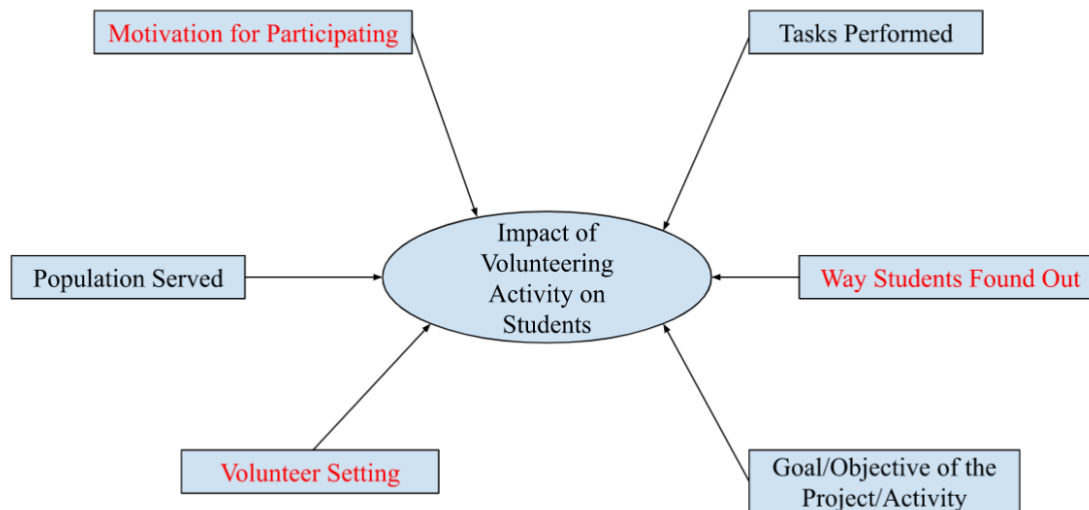 Motivation for Participating
Tasks Performed
Impact of
Volunteering
Activity on
Students
Population Served
Way Students Found Out
Volunteer Setting
Goal/Objective of the
Project/Activity